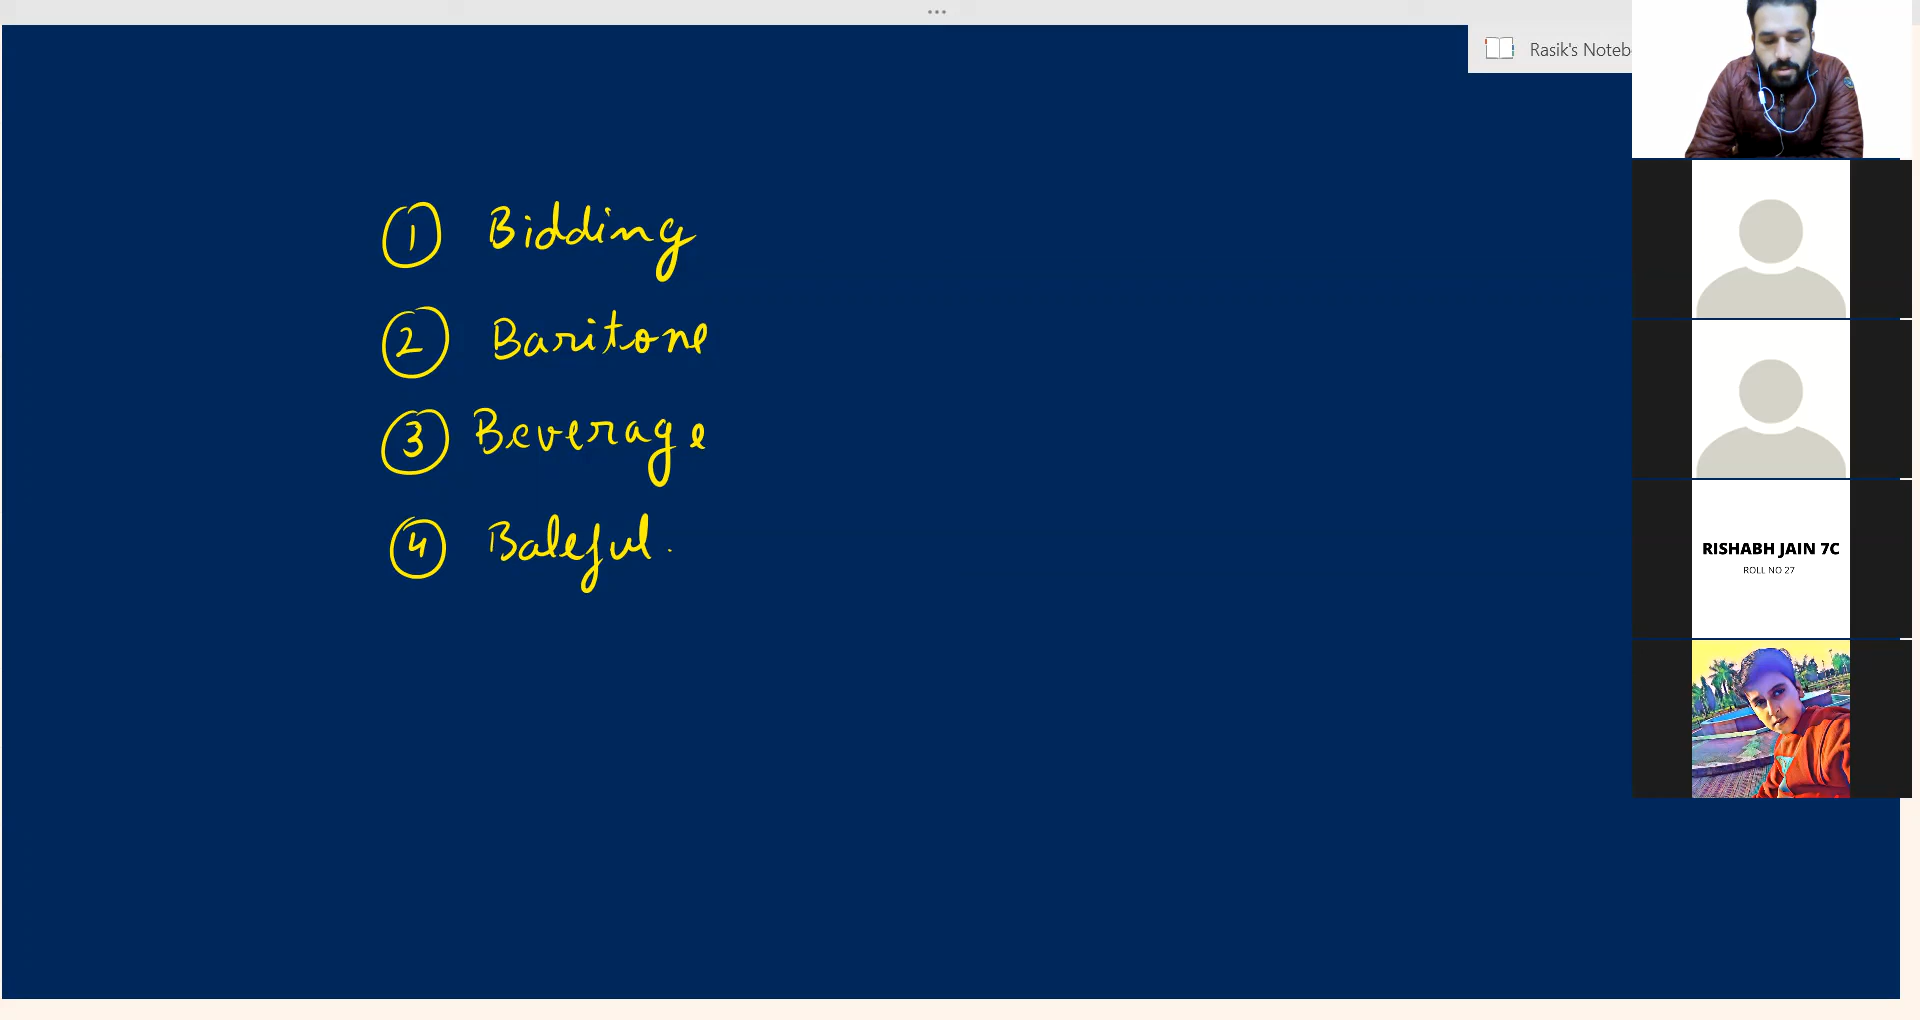 Rasik's Noteb
1 Bidding
2 Baritone
3 Beverage
4 Baleful.
RISHABH JAIN 7C
ROLL NO 27